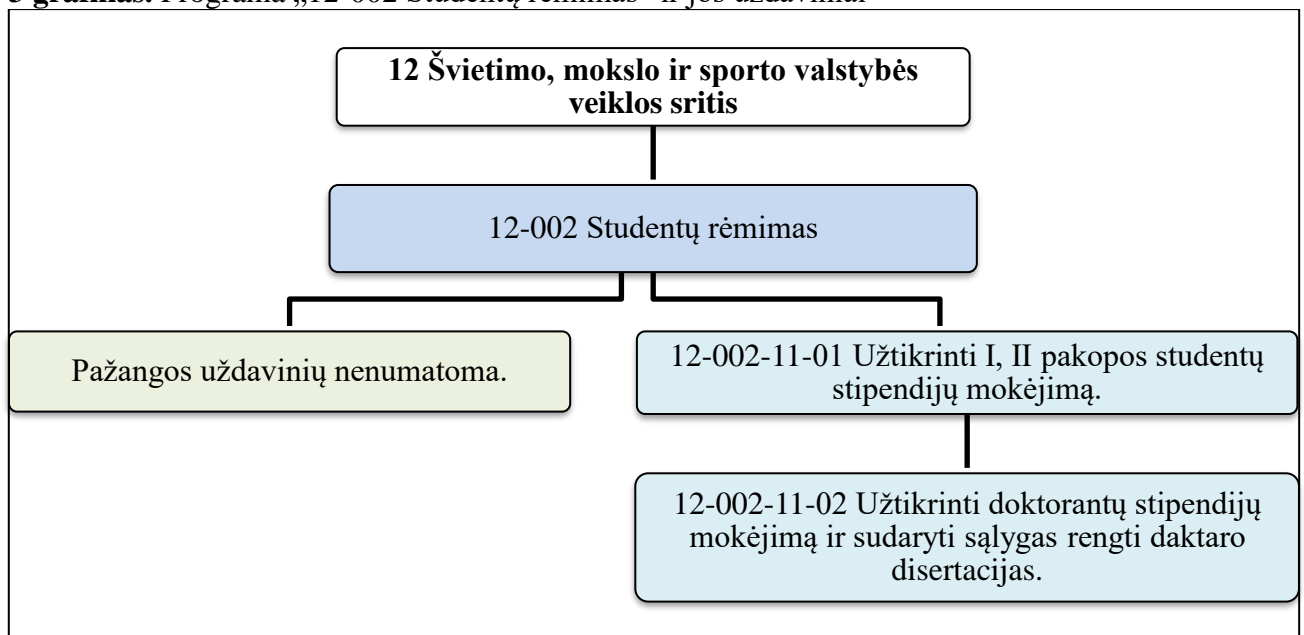 3 grafikas. Programa „12-002 Studentų rėmimas“ ir jos uždaviniai
12 Švietimo, mokslo ir sporto valstybės
veiklos sritis
12-002 Studentų rėmimas
Pažangos uždavinių nenumatoma.
12-002-11-01 Užtikrinti I, II pakopos studentų
stipendijų mokėjimą.
12-002-11-02 Užtikrinti doktorantų stipendijų
mokėjimą ir sudaryti sąlygas rengti daktaro
disertacijas.